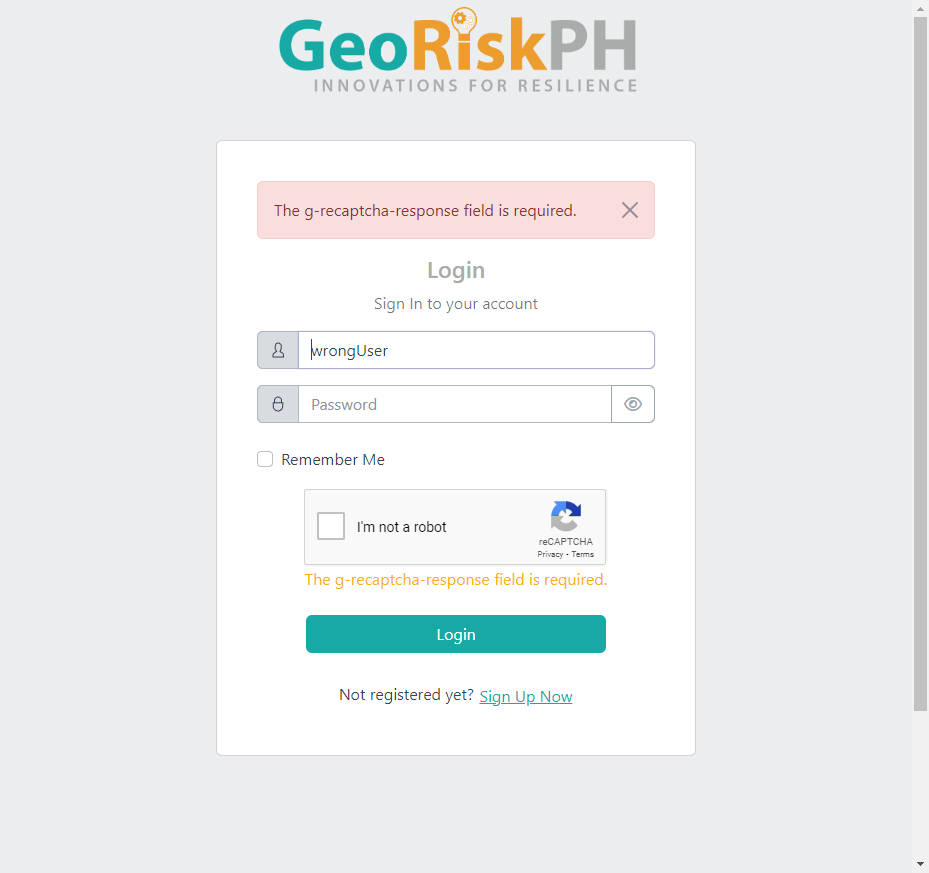 GeoRiskPH
INNOVATIONS FOR RESILIENCE
The g-recaptcha-response field is required.
Login
Sign In to your account
wrongUser
Password
Remember Me
I'm not a robot
reCAPTCHA
Privacy - Terms
The g-recaptcha-response field is required.
Login
Not registered yet? Sign Up Now